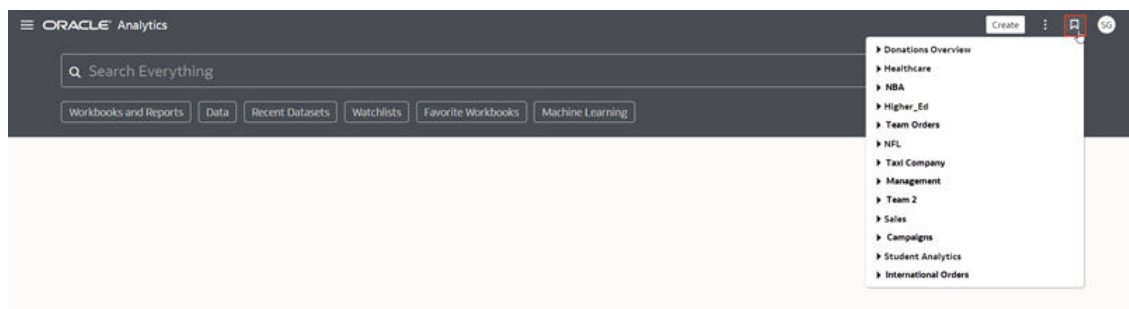 ORACLE Analytics
Create
SG
Search Everything
Workbooks and Reports Data Recent Datasets Watchlists Favorite Workbooks Machine Learning
Donations Overview
Healthcare
NBA
Higher_Ed
Team Orders
NFL
Taxi Company
Management
Team 2
Sales
Campaigns
Student Analytics
International Orders